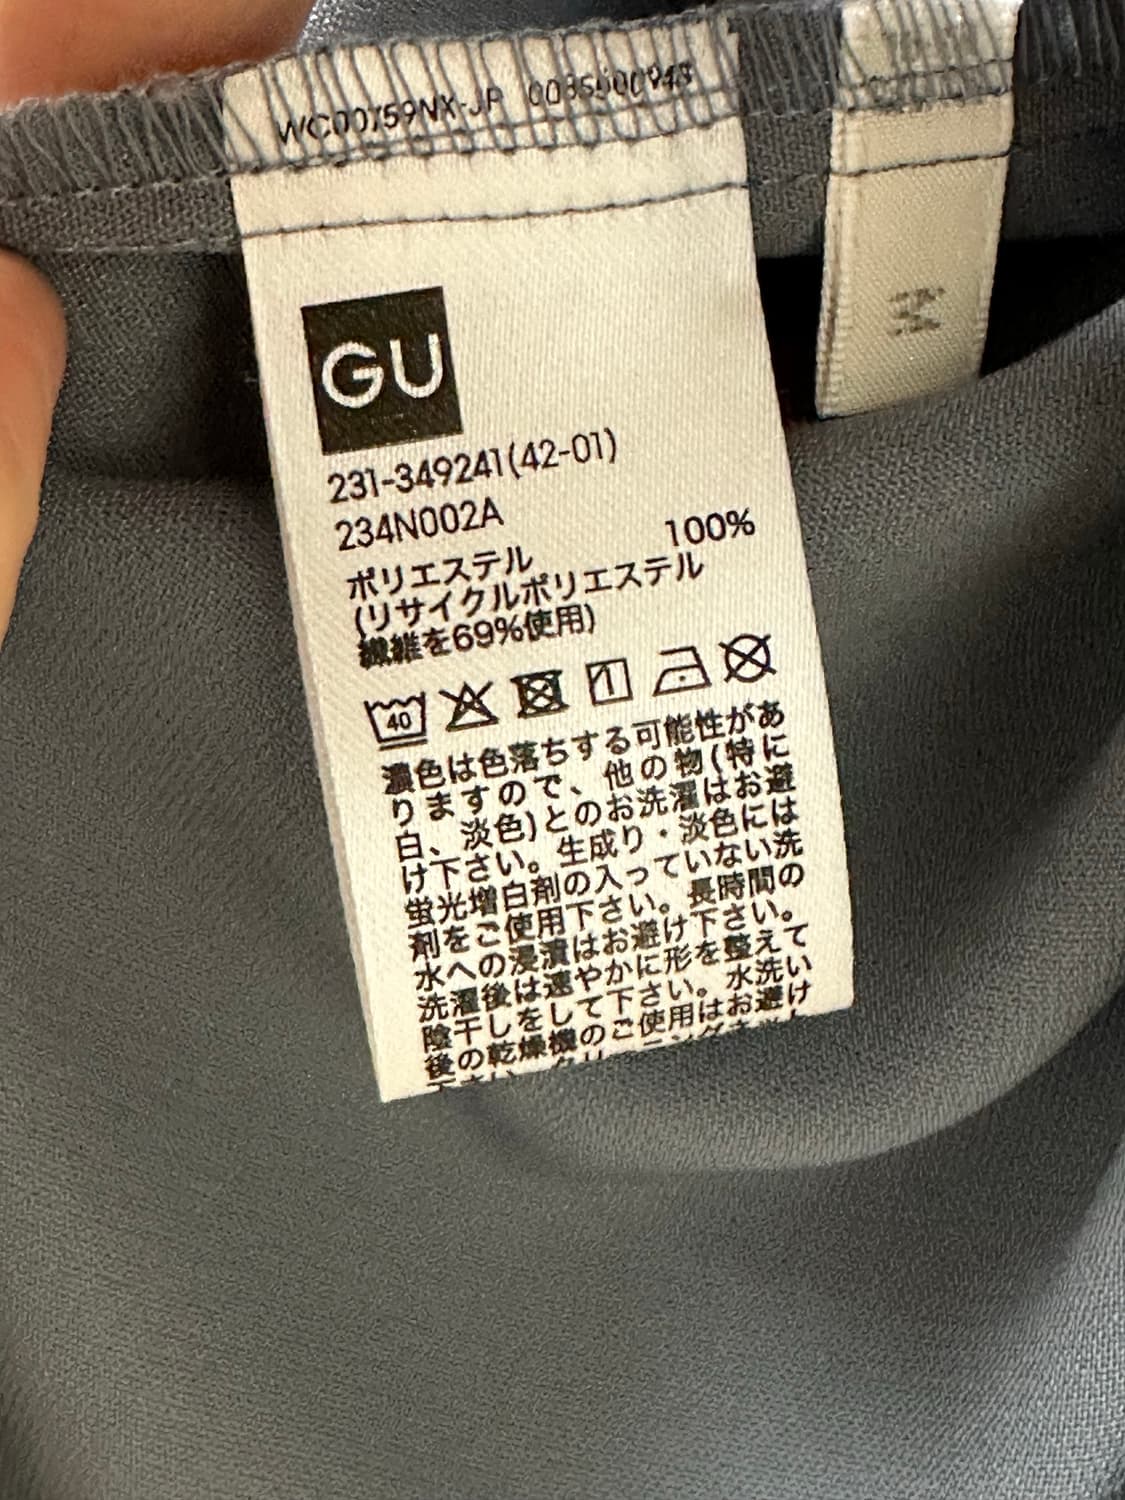 WC00759NX-JP
M
GU
231-349241(42-01)
234N002A
ポリエステル 100%
(リサイクルポリエステル
繊維を69%使用)
40
濃色は色落ちする可能性があ
りますので、他の物(特に
白、淡色)とのお洗濯はお避
け下さい。生成り・淡色には
蛍光増白剤の入っていない洗
剤をご使用下さい。長時間の
水への浸漬はお避け下さい。
洗濯後は速やかに形を整えて
陰干しをして下さい。水洗い
後の乾燥機のご使用はお避け
下さい。